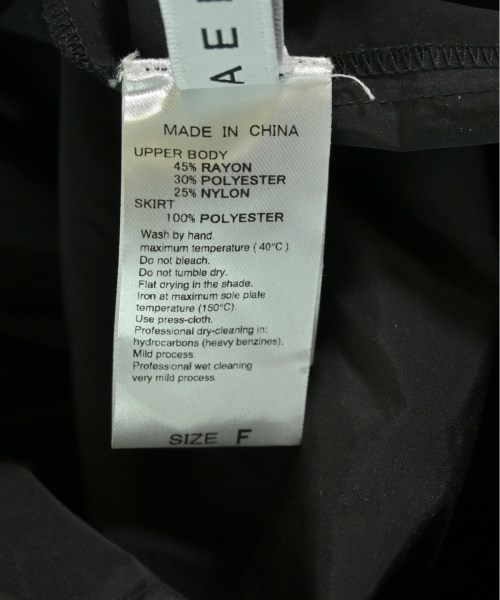 AE
MADE IN CHINA
UPPER BODY
45% RAYON
30% POLYESTER
25% NYLON
SKIRT
100% POLYESTER
Wash by hand.
maximum temperature ( 40°C ).
Do not bleach.
Do not tumble dry.
Flat drying in the shade.
Iron at maximum sole plate
temperature (150°C).
Use press-cloth.
Professional dry-cleaning in:
hydrocarbons (heavy benzines).
Mild process.
Professional wet cleaning
very mild process.
SIZE F